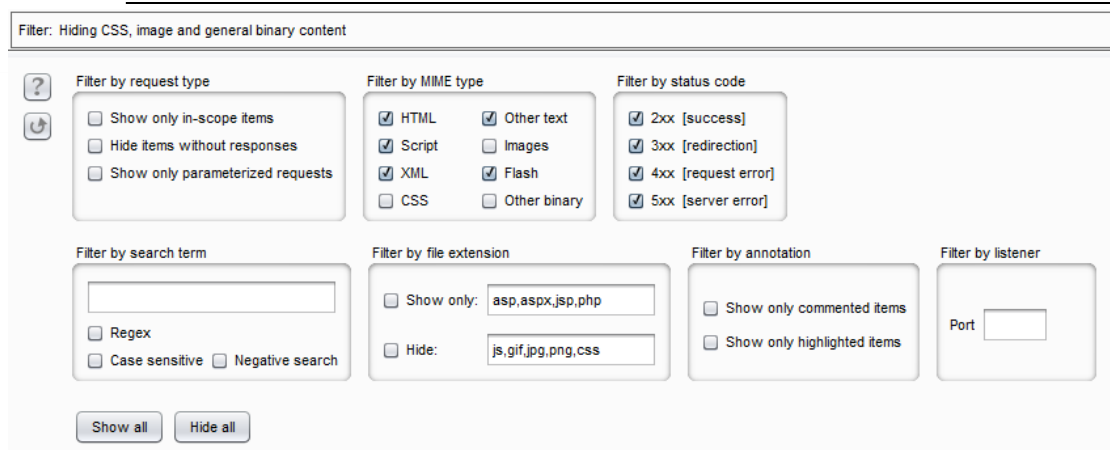 Filter: Hiding CSS, image and general binary content
?
Filter by request type
Show only in-scope items
Hide items without responses
Show only parameterized requests
Filter by MIME type
HTML
Other text
Script
Images
XML
Flash
CSS
Other binary
Filter by status code
2xx [success]
3xx [redirection]
4xx [request error]
5xx [server error]
Filter by search term
Regex
Case sensitive
Negative search
Filter by file extension
Show only:
asp,aspx,jsp,php
Hide:
js,gif,jpg,png,css
Filter by annotation
Show only commented items
Show only highlighted items
Filter by listener
Port
Show all
Hide all